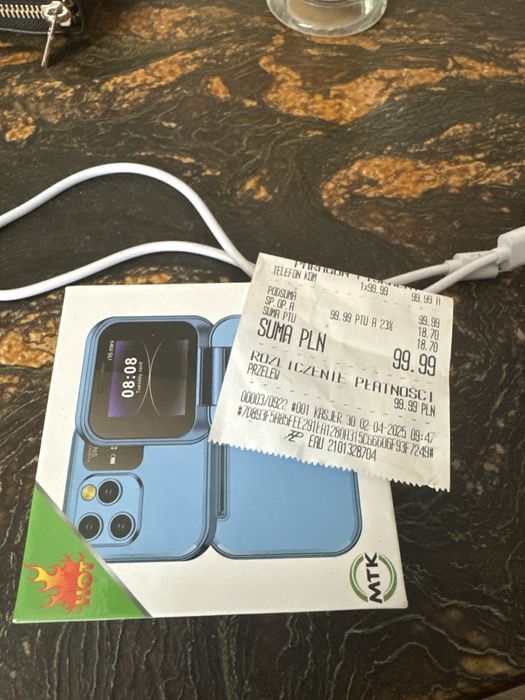 PARAGON FISKALNY
TELEFON KOM
1x99.99 99.99 A
PODSUMA 99.99
SP.OP.A 99.99 PTU A 23% 18.70
SUMA PTU 18.70
SUMA PLN 99.99
ROZLICZENIE PŁATNOŚCI
PRZELEW 99.99 PLN
00003/0922 #001 KASJER 30 02-04-2025 09:47
EAU 2101328704
08:08
HOT
MTK